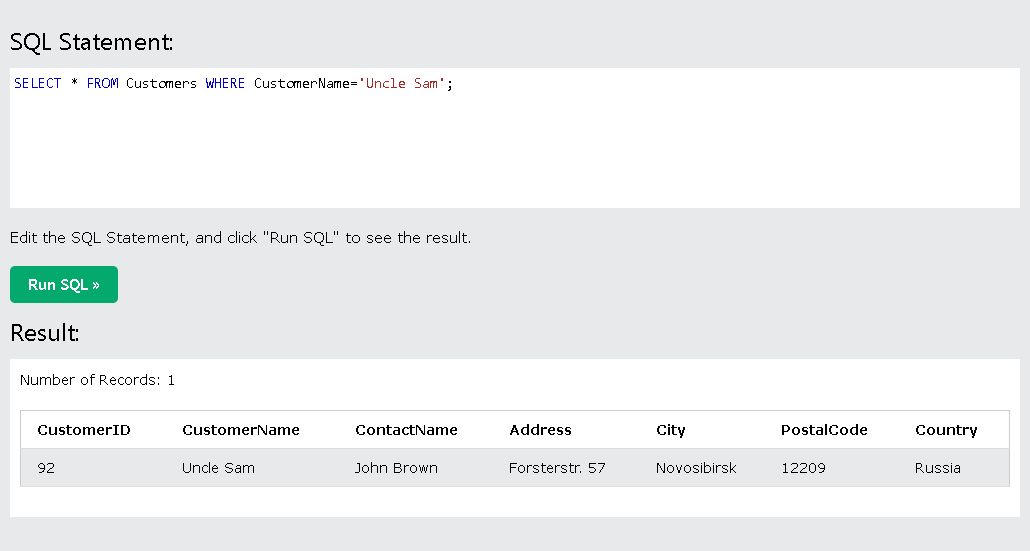 SQL Statement:
SELECT * FROM Customers WHERE CustomerName='Uncle Sam';
Edit the SQL Statement, and click "Run SQL" to see the result.
Run SQL »
Result:
Number of Records: 1
CustomerID CustomerName ContactName Address City PostalCode Country
92 Uncle Sam John Brown Forsterstr. 57 Novosibirsk 12209 Russia